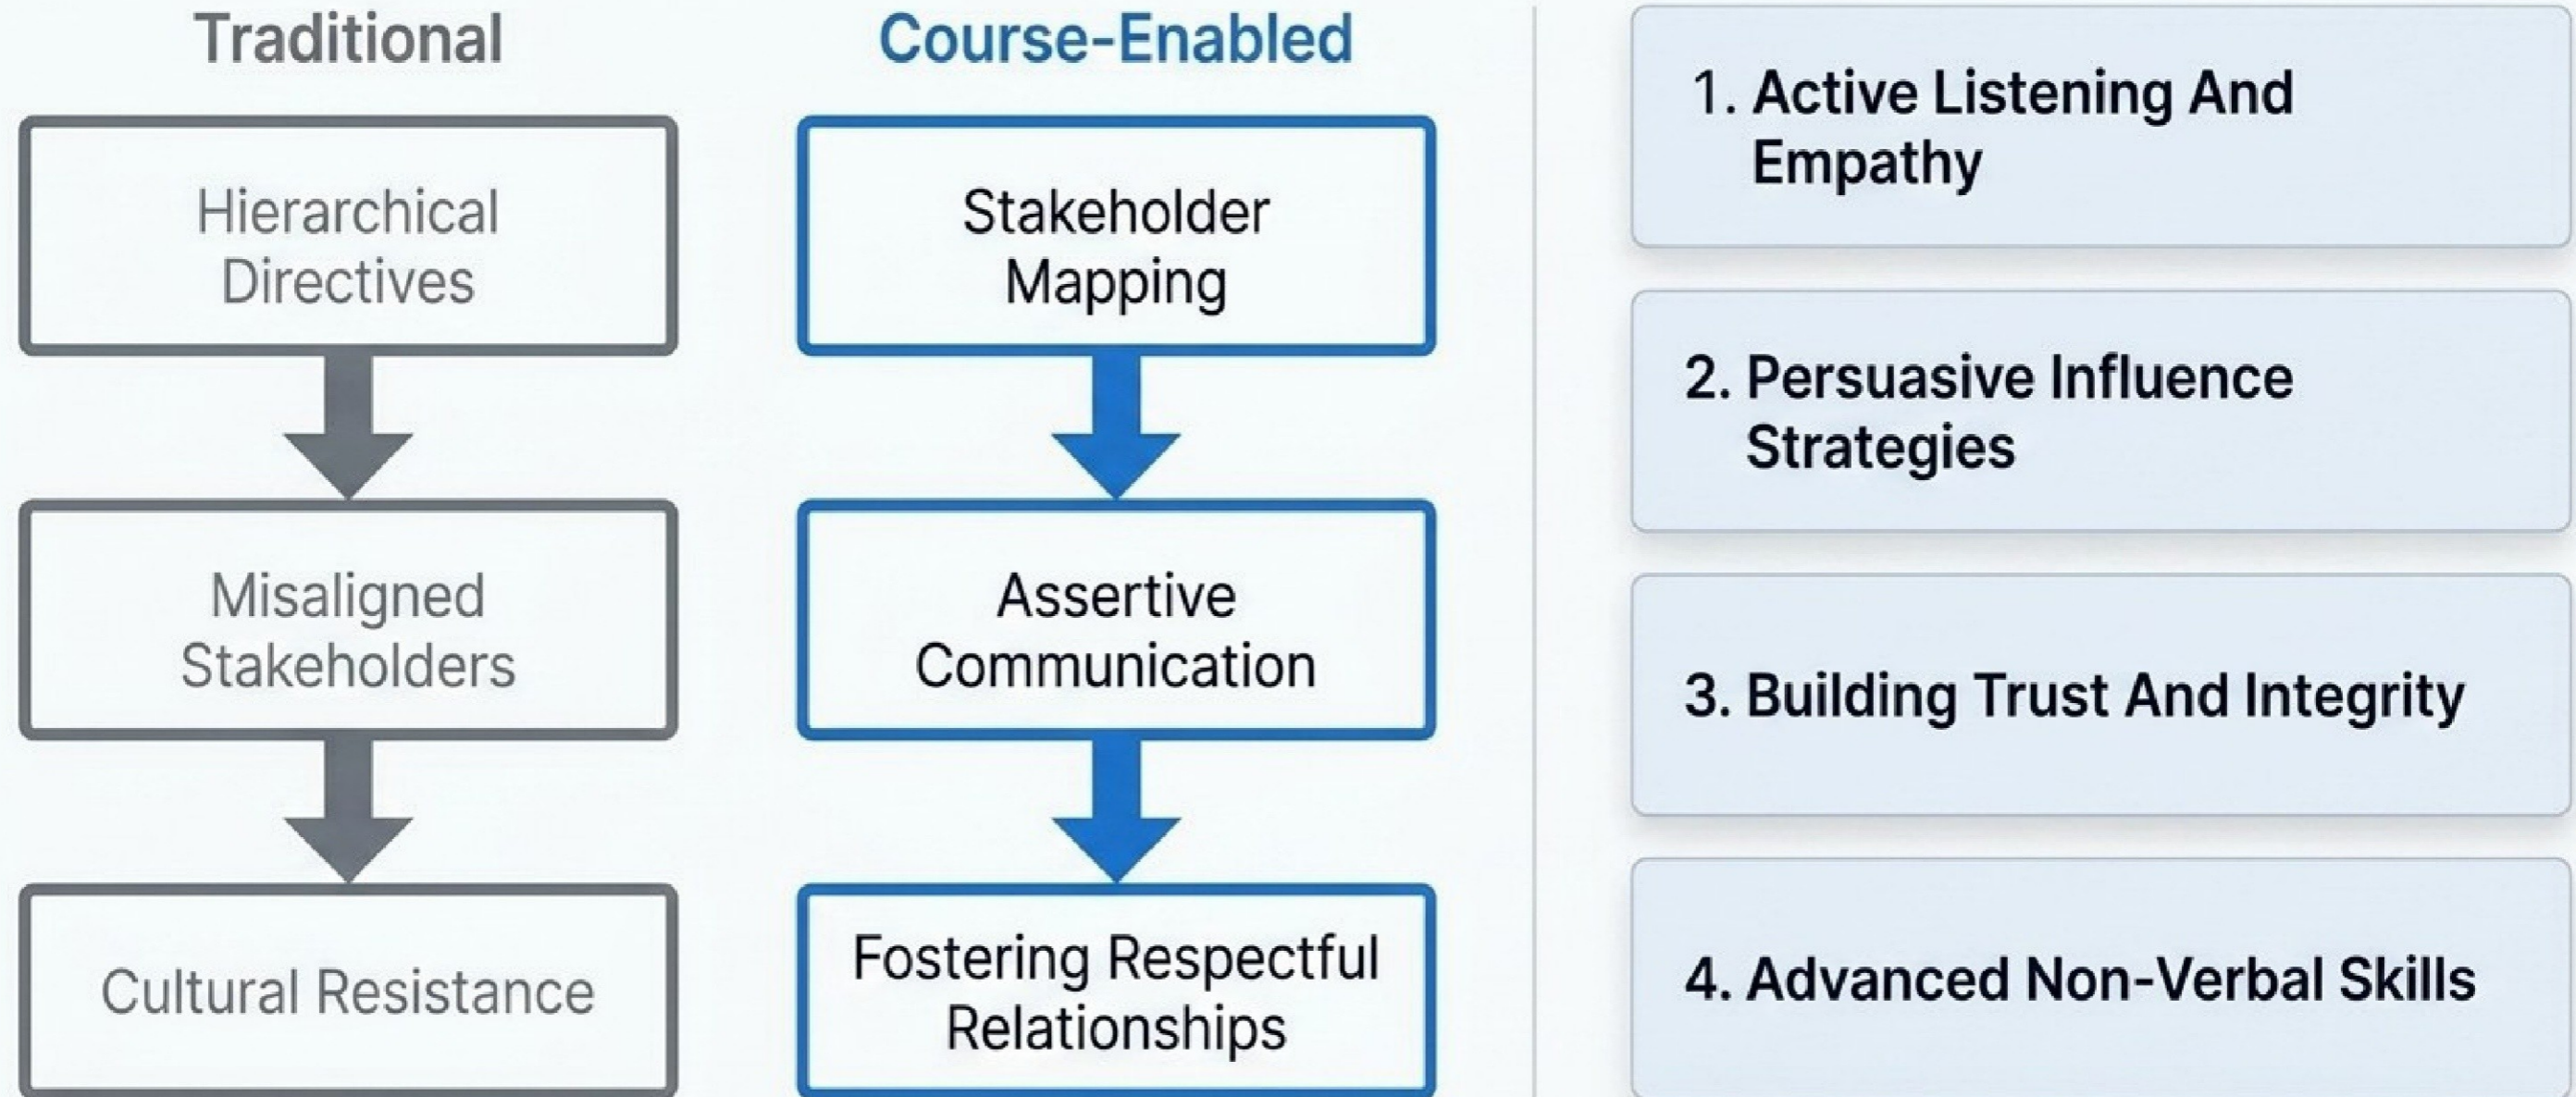 Traditional
Hierarchical
Directives
Misaligned
Stakeholders
Cultural Resistance
Course-Enabled
Stakeholder
Mapping
Assertive
Communication
Fostering Respectful
Relationships
1. Active Listening And
Empathy
2. Persuasive Influence
Strategies
3. Building Trust And Integrity
4. Advanced Non-Verbal Skills